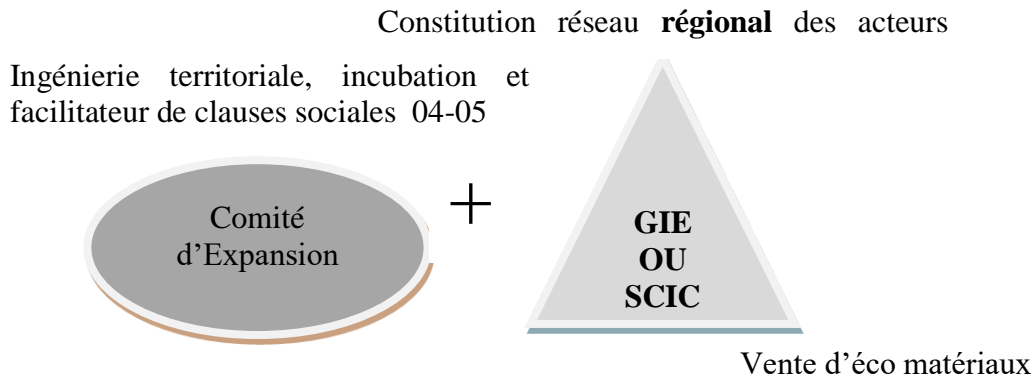 Constitution réseau régional des acteurs
Ingénierie territoriale, incubation et
facilitateur de clauses sociales 04-05
Comité
d’Expansion
+
GIE
OU
SCIC
Vente d’éco matériaux